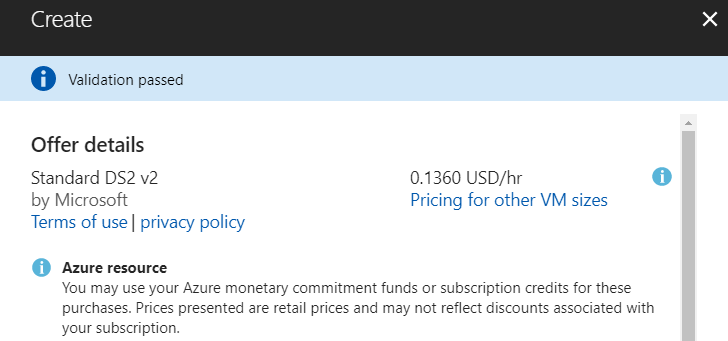 Create
Validation passed
Offer details
Standard DS2 v2
by Microsoft
Terms of use | privacy policy
0.1360 USD/hr
Pricing for other VM sizes
Azure resource
You may use your Azure monetary commitment funds or subscription credits for these
purchases. Prices presented are retail prices and may not reflect discounts associated with
your subscription.